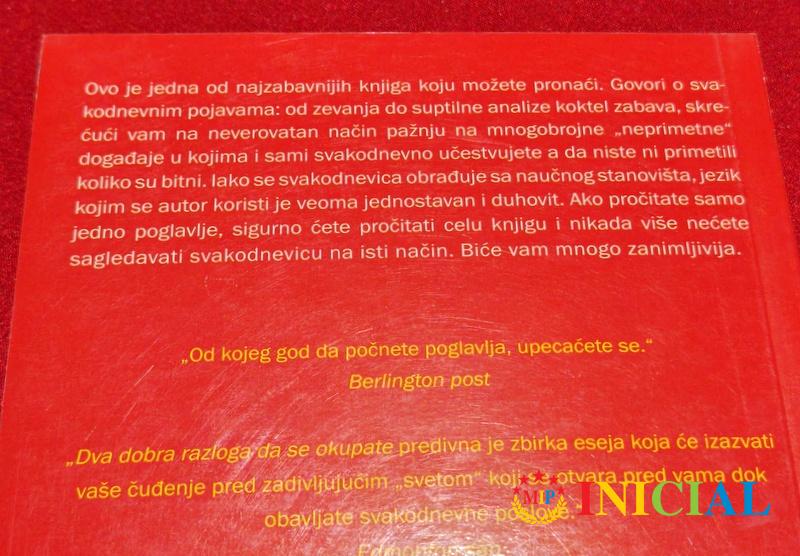 Ovo je jedna od najzabavnijih knjiga koju možete pronaći. Govori o sva-
kodnevnim pojavama: od zevanja do suptilne analize koktel zabava, skre-
ćući vam na neverovatan način pažnju na mnogobrojne „neprimetne“
događaje u kojima i sami svakodnevno učestvujete a da niste ni primetili
koliko su bitni. Iako se svakodnevica obrađuje sa naučnog stanovišta, jezik
kojim se autor koristi je veoma jednostavan i duhovit. Ako pročitate samo
jedno poglavlje, sigurno ćete pročitati celu knjigu i nikada više nećete
sagledavati svakodnevicu na isti način. Biće vam mnogo zanimljivija.
„Od kojeg god da počnete poglavlja, upecaćete se.“
Berlington post
„Dva dobra razloga da se okupate predivna je zbirka eseja koja će izazvati
vaše čuđenje pred zadivljujućim „svetom“ koji otvara pred vama dok
obavljate svakodnevne poslove.
MP INICIAL